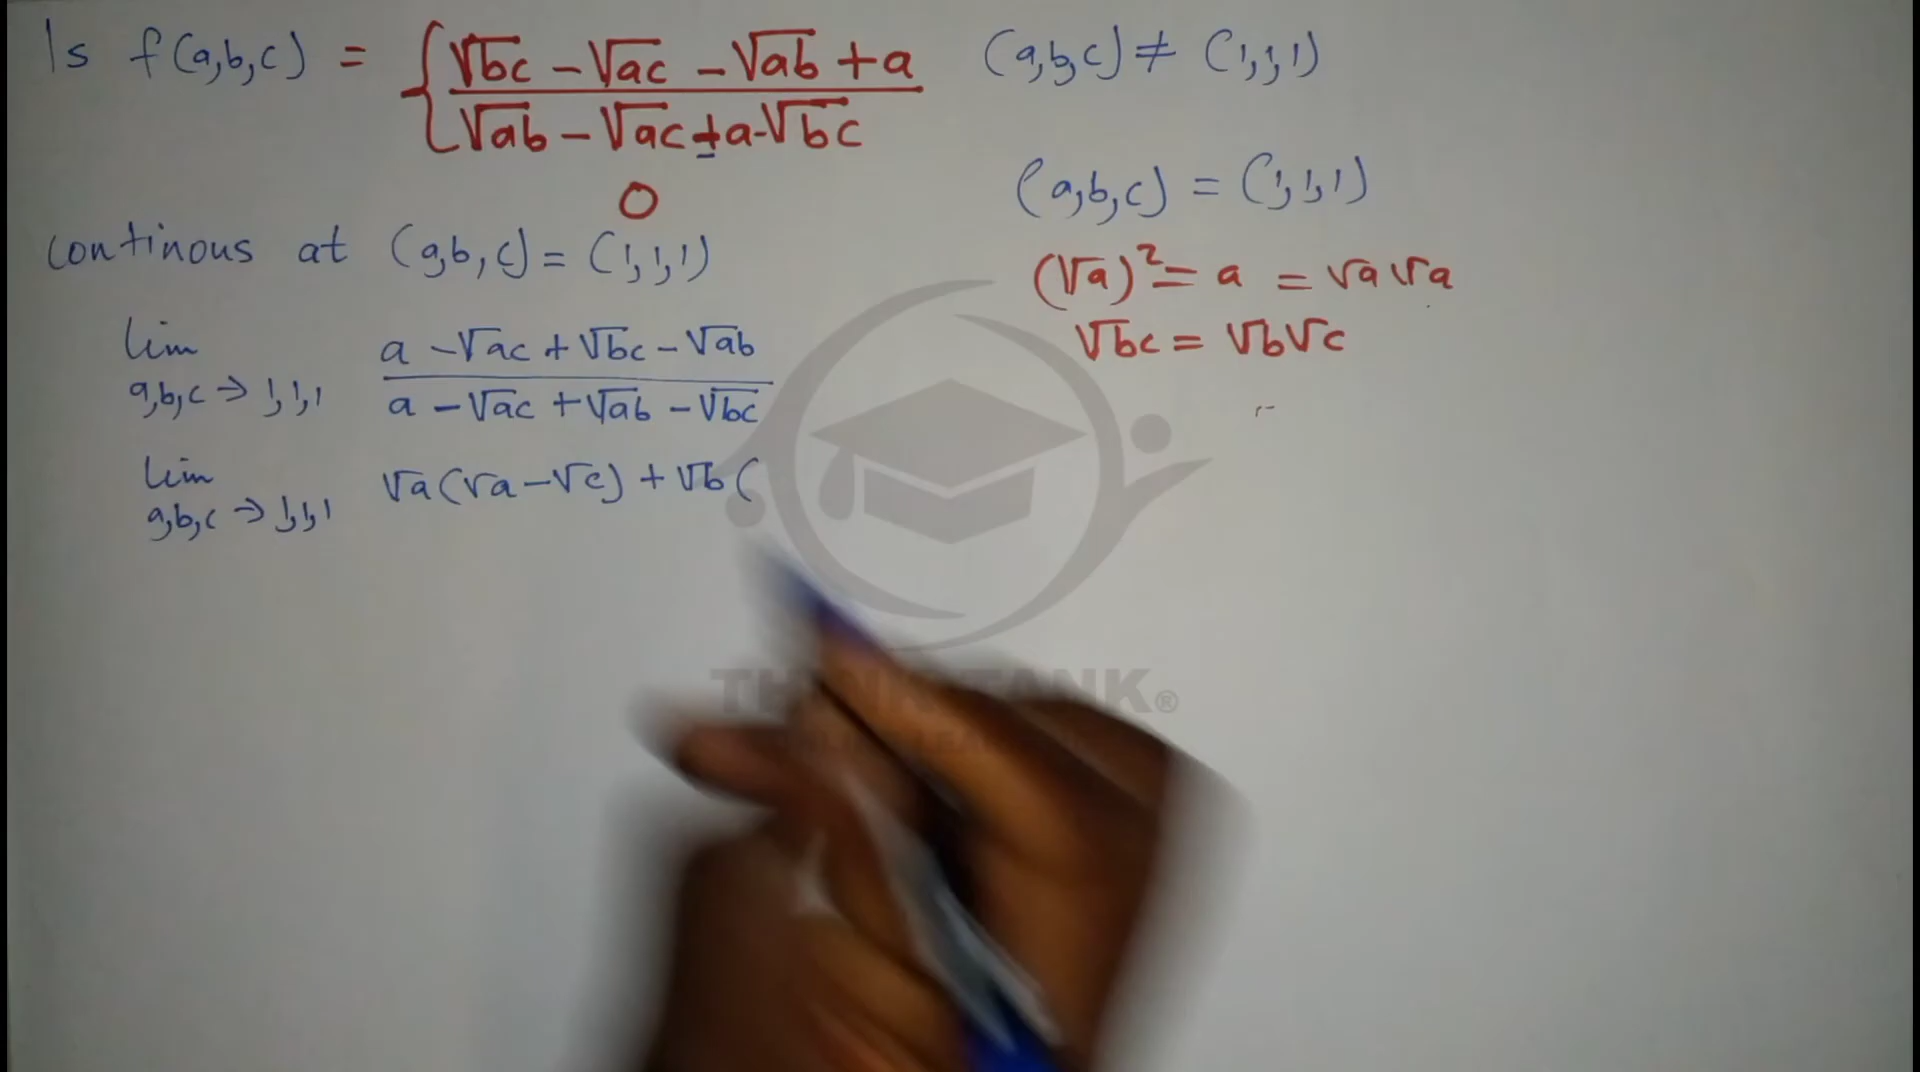 Is f(a,b,c) = { (√bc - √ac - √ab + a)/(√ab - √ac + a - √bc) (a,b,c) ≠ (1,1,1)
0 (a,b,c) = (1,1,1)
continous at (a,b,c) = (1,1,1)
(√a)² = a = √a√a
√bc = √b√c
lim a,b,c → 1,1,1 (a - √ac + √bc - √ab)/(a - √ac + √ab - √bc)
lim a,b,c → 1,1,1 √a(√a - √c) + √b(